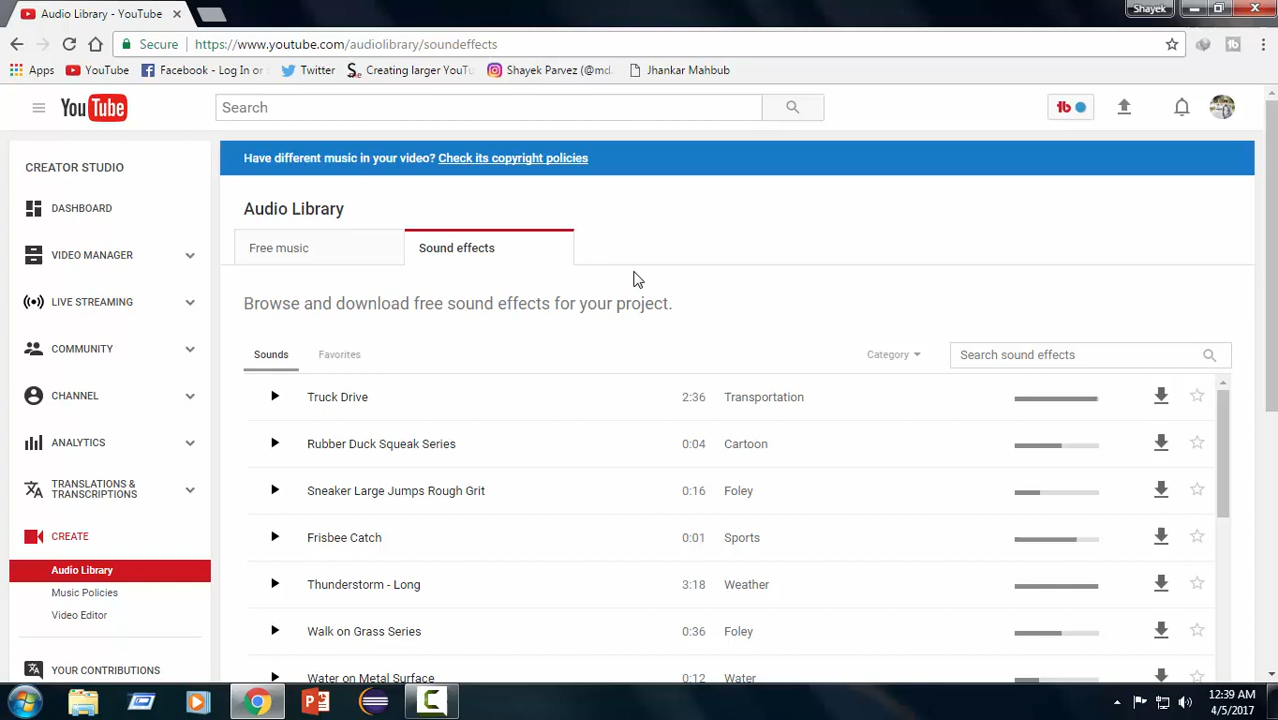 Audio Library - YouTube
Shayek
Secure
https://www.youtube.com/audiolibrary/soundeffects
Apps
YouTube
Facebook - Log In or
Twitter
Creating larger YouTu
Shayek Parvez (@md.
Jhankar Mahbub
YouTube
Search
CREATOR STUDIO
DASHBOARD
VIDEO MANAGER
LIVE STREAMING
COMMUNITY
CHANNEL
ANALYTICS
TRANSLATIONS &
TRANSCRIPTIONS
CREATE
Audio Library
Music Policies
Video Editor
YOUR CONTRIBUTIONS
Have different music in your video? Check its copyright policies
Audio Library
Free music
Sound effects
Browse and download free sound effects for your project.
Sounds
Favorites
Category
Search sound effects
Truck Drive 2:36 Transportation
Rubber Duck Squeak Series 0:04 Cartoon
Sneaker Large Jumps Rough Grit 0:16 Foley
Frisbee Catch 0:01 Sports
Thunderstorm - Long 3:18 Weather
Walk on Grass Series 0:36 Foley
Water on Metal Surface 0:12 Water
12:39 AM
4/5/2017